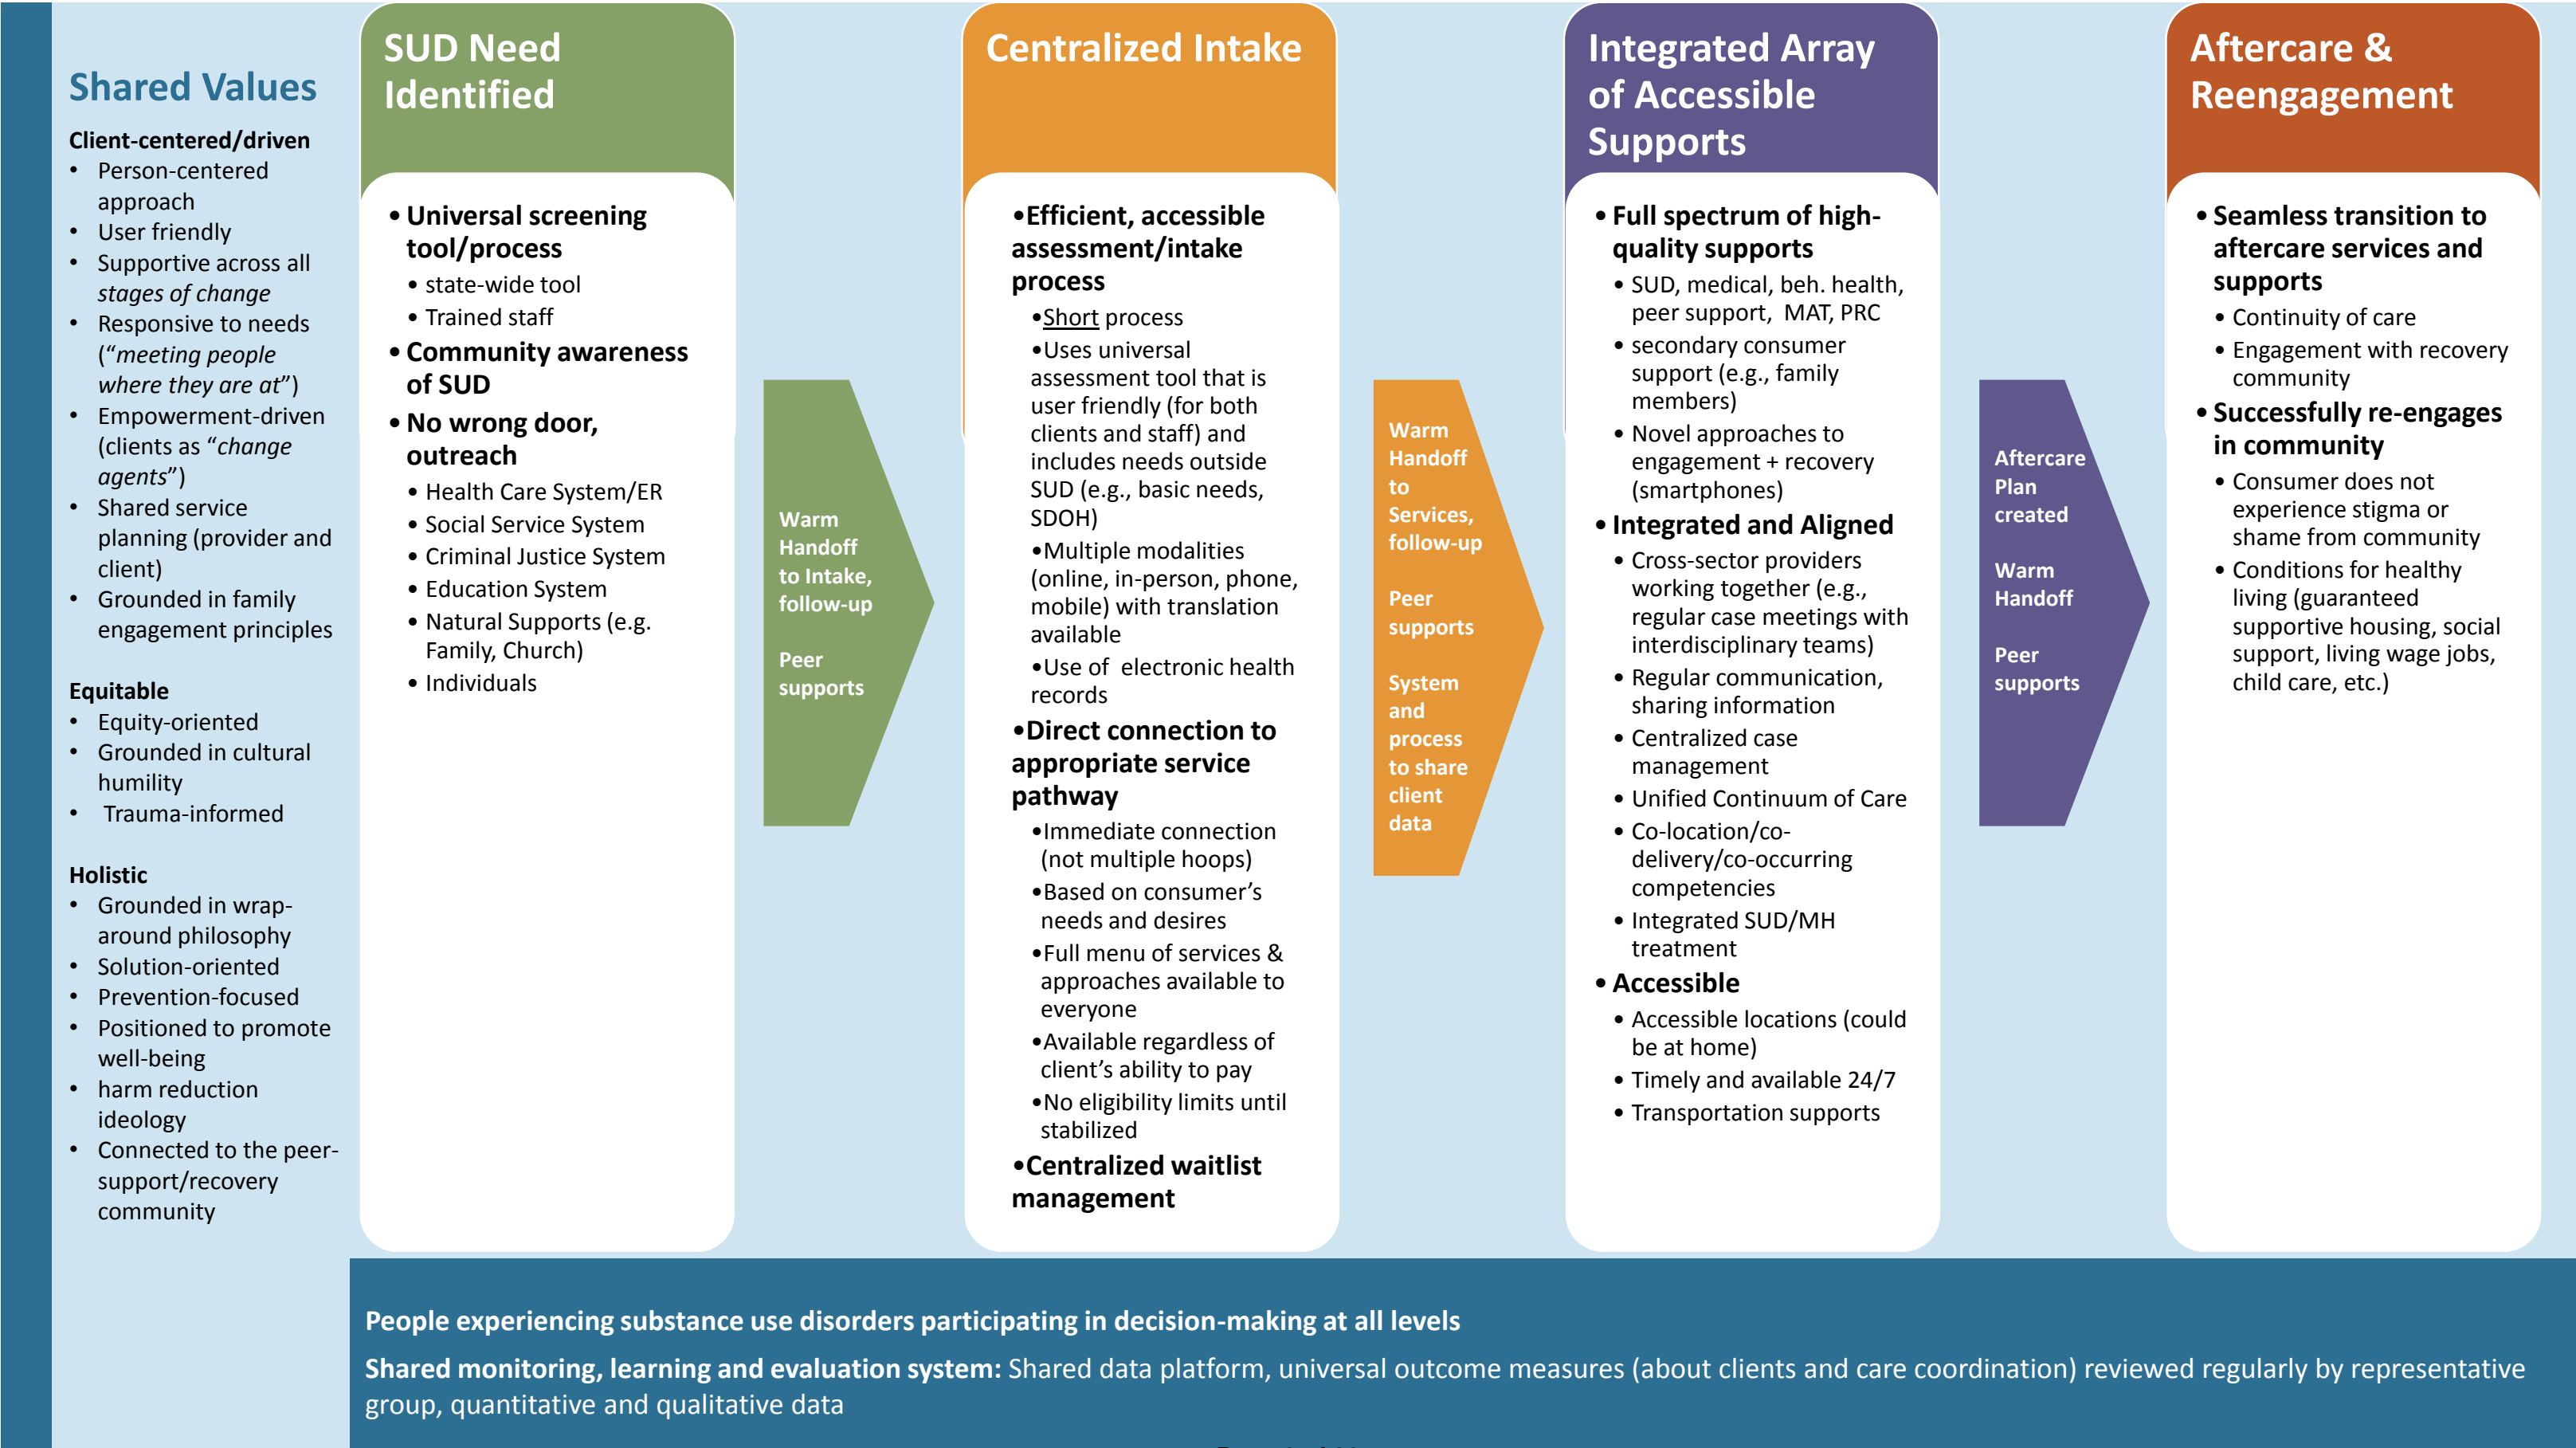 Shared Values
Client-centered/driven
• Person-centered
approach
• User friendly
• Supportive across all
stages of change
• Responsive to needs
(“meeting people
where they are at”)
• Empowerment-driven
(clients as “change
agents”)
• Shared service
planning (provider and
client)
• Grounded in family
engagement principles
Equitable
• Equity-oriented
• Grounded in cultural
humility
• Trauma-informed
Holistic
• Grounded in wrap-
around philosophy
• Solution-oriented
• Prevention-focused
• Positioned to promote
well-being
• harm reduction
ideology
• Connected to the peer-
support/recovery
community
SUD Need
Identified
• Universal screening
tool/process
• state-wide tool
• Trained staff
• Community awareness
of SUD
• No wrong door,
outreach
• Health Care System/ER
• Social Service System
• Criminal Justice System
• Education System
• Natural Supports (e.g.
Family, Church)
• Individuals
Warm
Handoff
to Intake,
follow-up
Peer
supports
Centralized Intake
•Efficient, accessible
assessment/intake
process
•Short process
•Uses universal
assessment tool that is
user friendly (for both
clients and staff) and
includes needs outside
SUD (e.g., basic needs,
SDOH)
•Multiple modalities
(online, in-person, phone,
mobile) with translation
available
•Use of electronic health
records
•Direct connection to
appropriate service
pathway
•Immediate connection
(not multiple hoops)
•Based on consumer’s
needs and desires
•Full menu of services &
approaches available to
everyone
•Available regardless of
client’s ability to pay
•No eligibility limits until
stabilized
•Centralized waitlist
management
Warm
Handoff
to
Services,
follow-up
Peer
supports
System
and
process
to share
client
data
Integrated Array
of Accessible
Supports
• Full spectrum of high-
quality supports
• SUD, medical, beh. health,
peer support, MAT, PRC
• secondary consumer
support (e.g., family
members)
• Novel approaches to
engagement + recovery
(smartphones)
• Integrated and Aligned
• Cross-sector providers
working together (e.g.,
regular case meetings with
interdisciplinary teams)
• Regular communication,
sharing information
• Centralized case
management
• Unified Continuum of Care
• Co-location/co-
delivery/co-occurring
competencies
• Integrated SUD/MH
treatment
• Accessible
• Accessible locations (could
be at home)
• Timely and available 24/7
• Transportation supports
Aftercare
Plan
created
Warm
Handoff
Peer
supports
Aftercare &
Reengagement
• Seamless transition to
aftercare services and
supports
• Continuity of care
• Engagement with recovery
community
• Successfully re-engages
in community
• Consumer does not
experience stigma or
shame from community
• Conditions for healthy
living (guaranteed
supportive housing, social
support, living wage jobs,
child care, etc.)
People experiencing substance use disorders participating in decision-making at all levels
Shared monitoring, learning and evaluation system: Shared data platform, universal outcome measures (about clients and care coordination) reviewed regularly by representative
group, quantitative and qualitative data